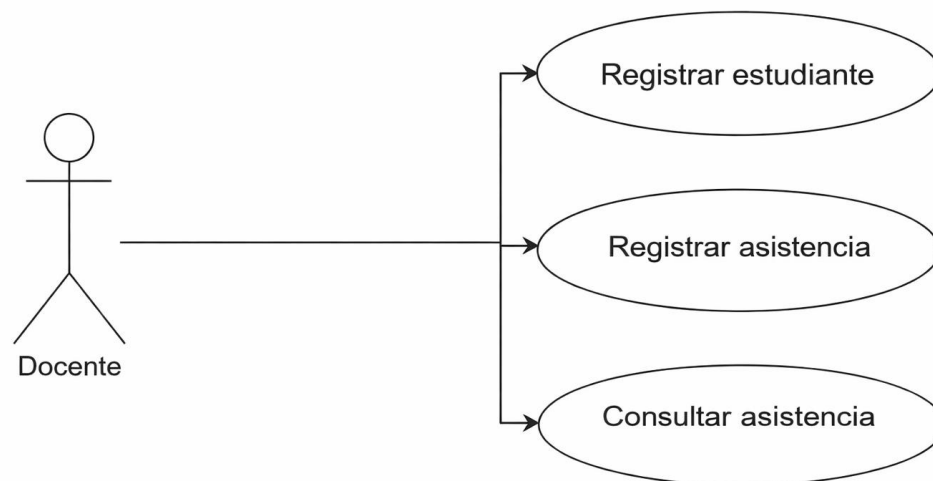 Registrar estudiante
Registrar asistencia
Docente
Consultar asistencia